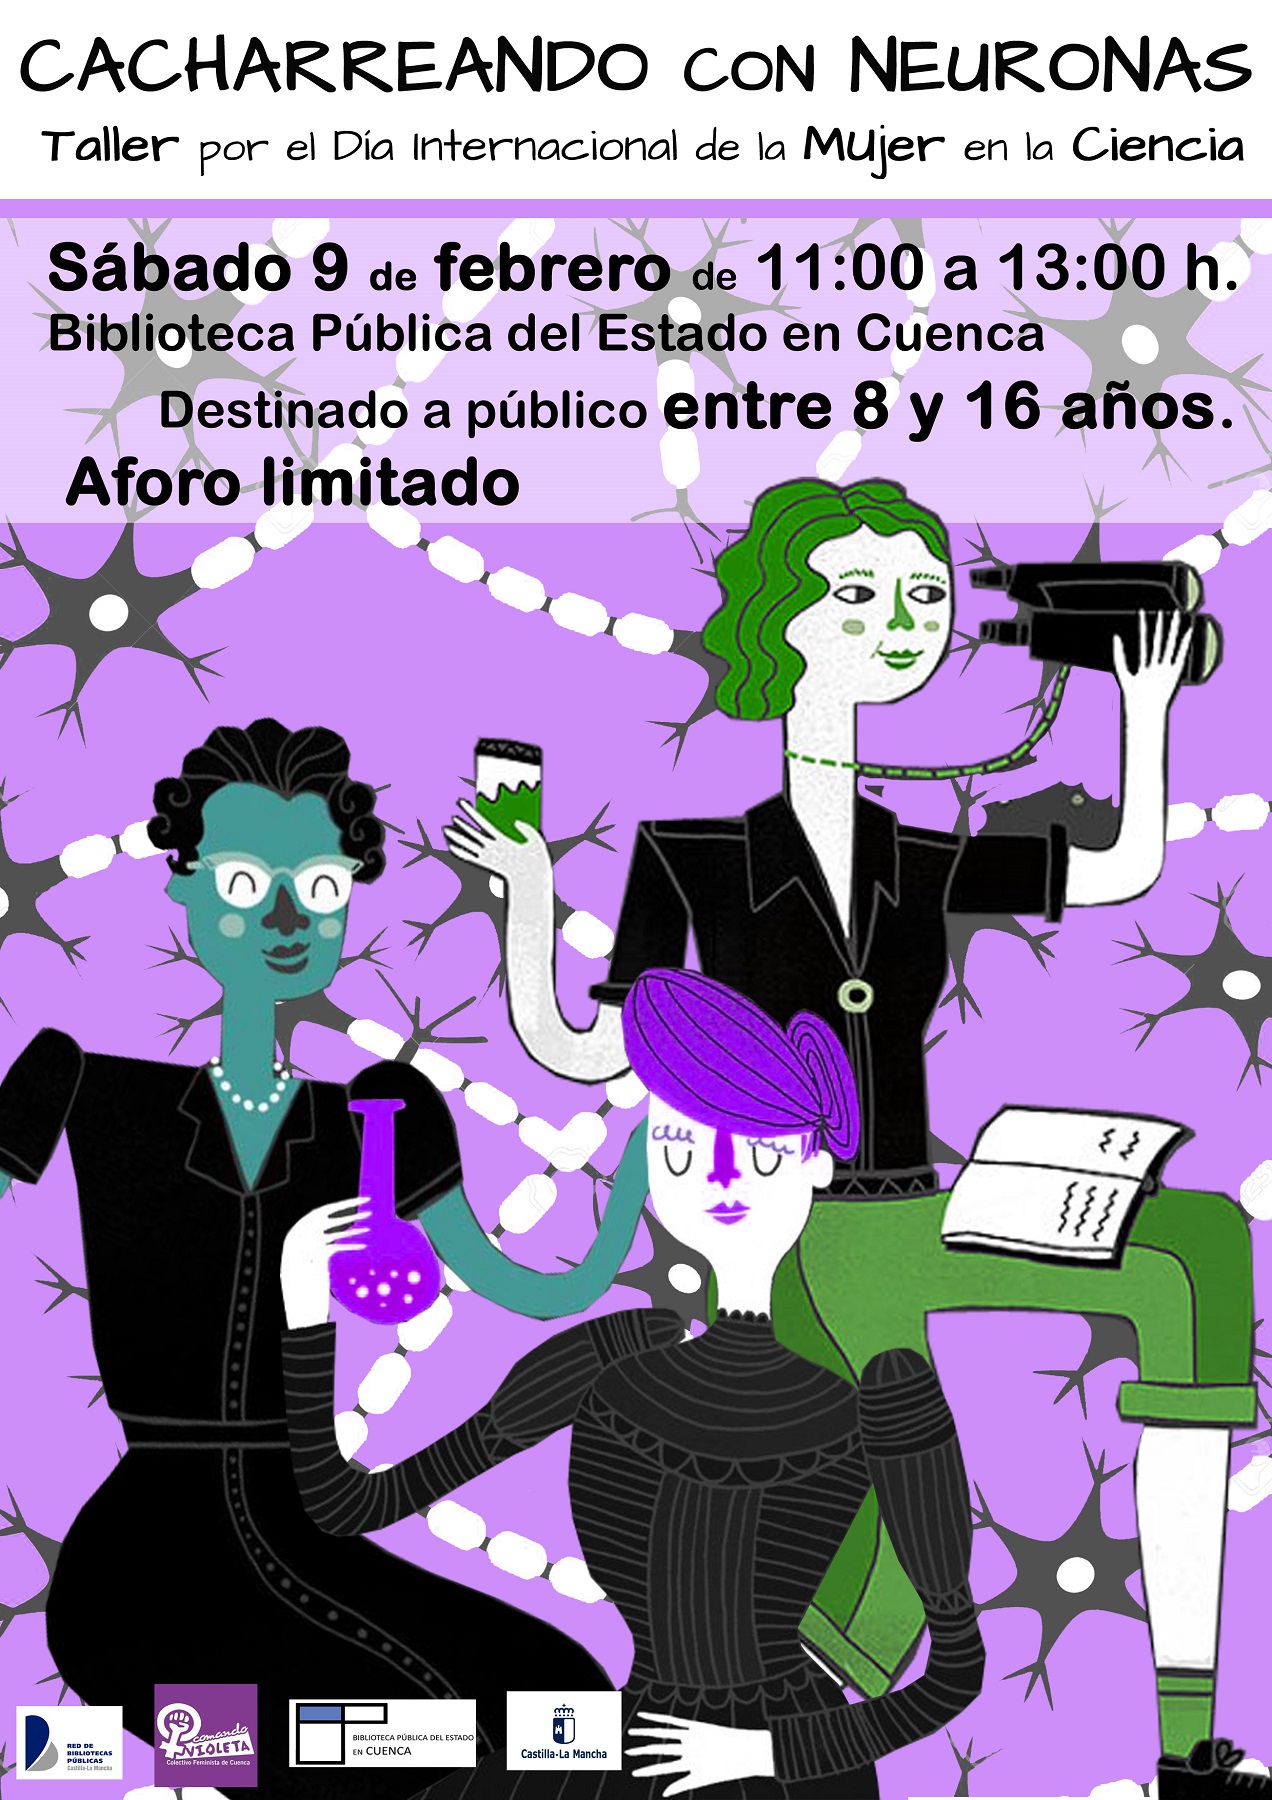 CACHARREANDO CON NEURONAS
Taller por el Día Internacional de la Mujer en la Ciencia
Sábado 9 de febrero de 11:00 a 13:00 h.
Biblioteca Pública del Estado en Cuenca
Destinado a público entre 8 y 16 años.
Aforo limitado
RED DE
BIBLIOTECAS
PÚBLICAS
Castilla-La Mancha
comando
VIOLETA
Colectivo Feminista de Cuenca
BIBLIOTECA PÚBLICA DEL ESTADO
EN CUENCA
Castilla-La Mancha